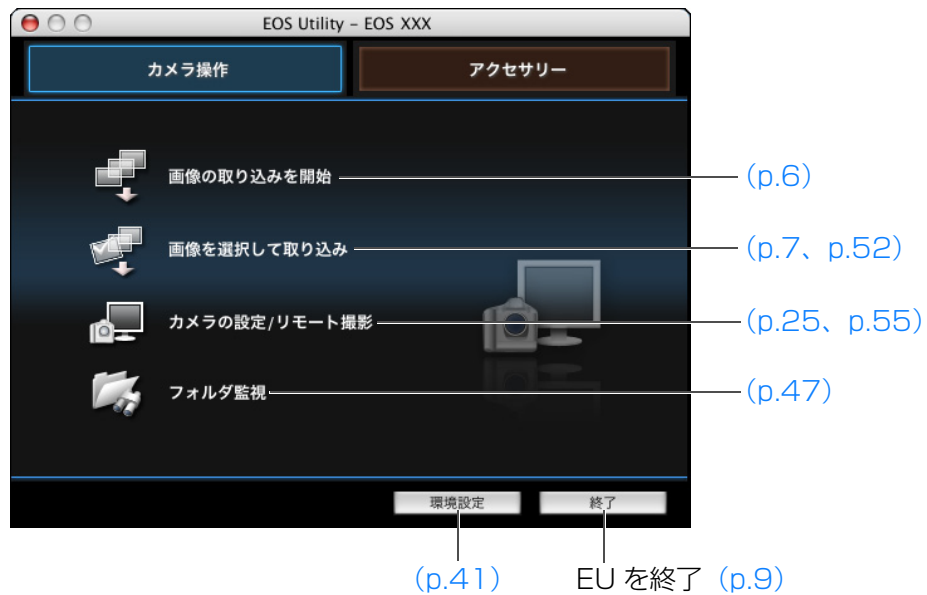 EOS Utility – EOS XXX
カメラ操作 アクセサリー
画像の取り込みを開始 (p.6)
画像を選択して取り込み (p.7、p.52)
カメラの設定/リモート撮影 (p.25、p.55)
フォルダ監視 (p.47)
環境設定 終了
(p.41) EU を終了 (p.9)